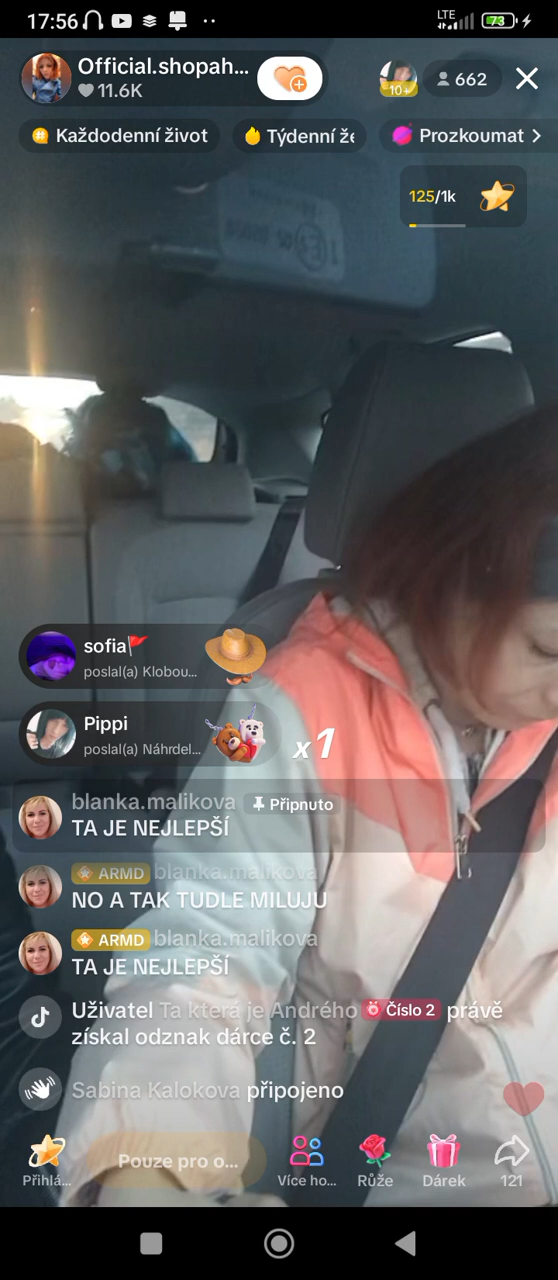 17:56
LTE
73
Official.shopah...
11.6K
10+
662
Každodenní život
Týdenní že
Prozkoumat
125/1k
sofia🚩
poslal(a) Klobou...
Pippi
poslal(a) Náhrdel...
x1
blanka.malikova Připnuto
TA JE NEJLEPŠÍ
ARMD blanka.malikova
NO A TAK TUDLE MILUJU
ARMD blanka.malikova
TA JE NEJLEPŠÍ
Uživatel Ta která je Andrého Číslo 2 právě
získal odznak dárce č. 2
Sabina Kalokova připojeno
Pouze pro o...
Přihlá...
Více ho...
Růže
Dárek
121